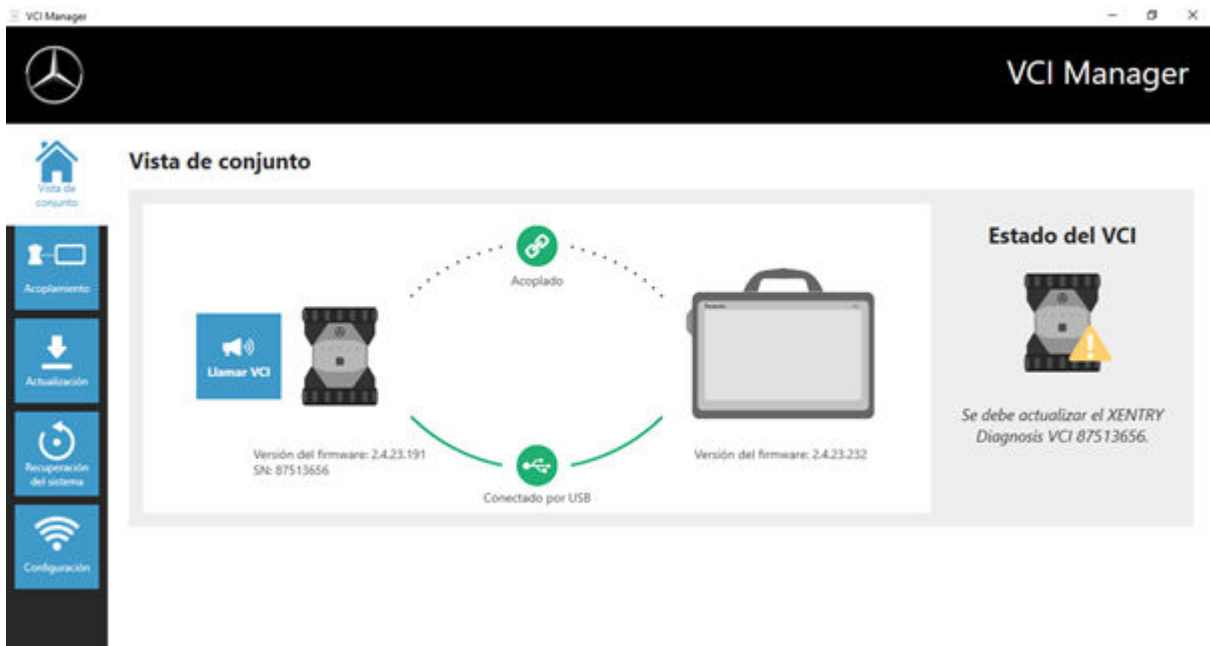 VCI Manager
VCI Manager
Vista de
conjunto
Vista de conjunto
Acoplamiento
Actualización
Recuperación
del sistema
Configuración
Acoplado
Llamar VCI
Versión del firmware: 2.4.23.191
SN: 87513656
Conectado por USB
Versión del firmware: 2.4.23.232
Estado del VCI
Se debe actualizar el XENTRY
Diagnosis VCI 87513656.